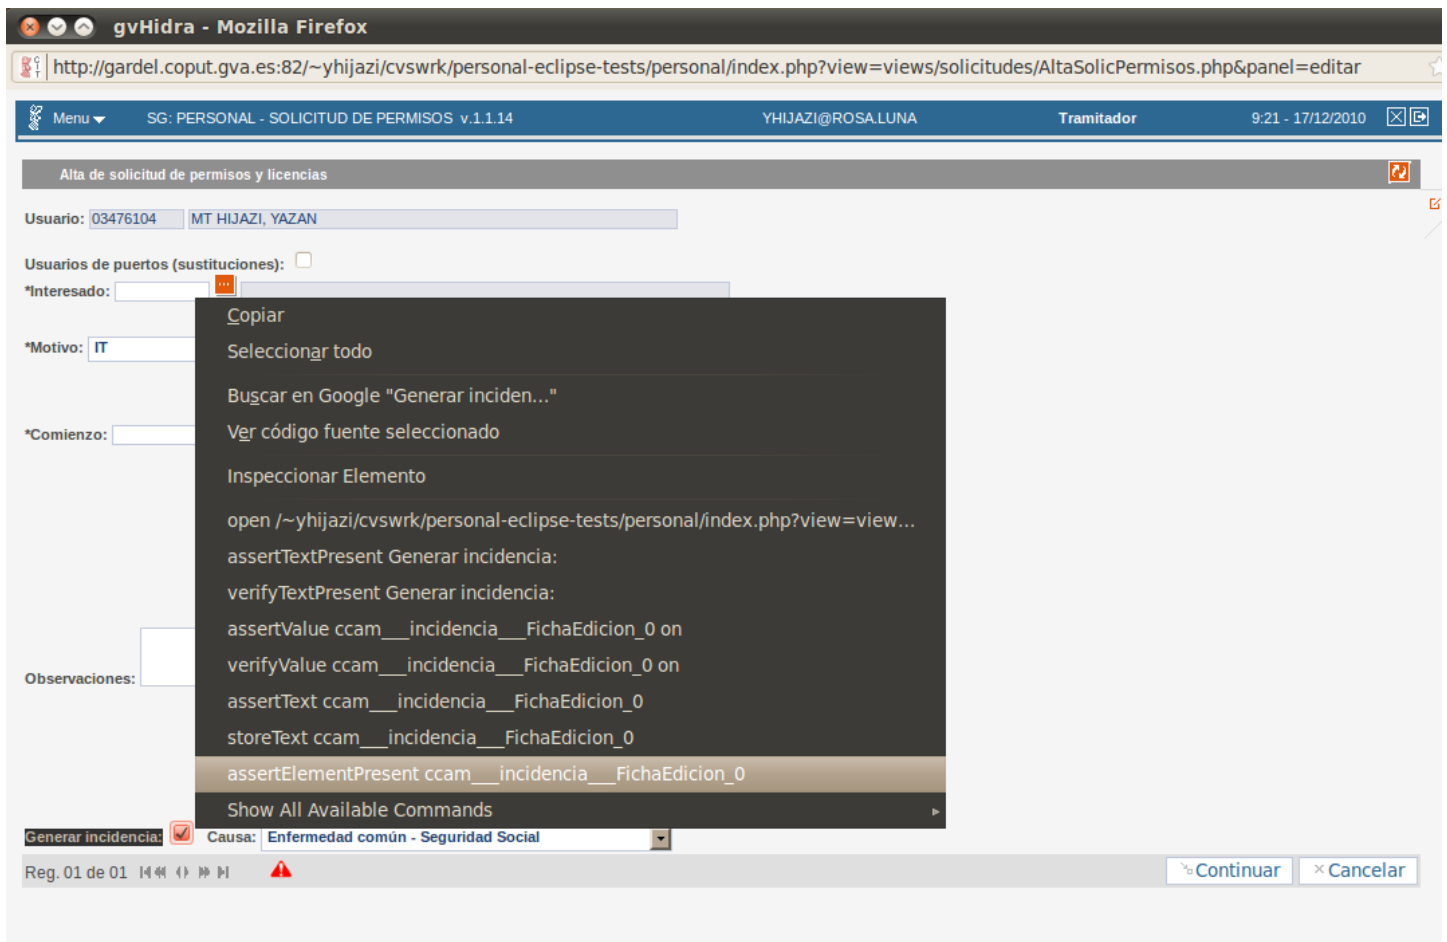 gvHidra - Mozilla Firefox
http://gardel.coput.gva.es:82/~yhijazi/cvswrk/personal-eclipse-tests/personal/index.php?view=views/solicitudes/AltaSolicPermisos.php&panel=editar
Menu SG: PERSONAL - SOLICITUD DE PERMISOS v.1.1.14 YHIJAZI@ROSA.LUNA Tramitador 9:21 - 17/12/2010
Alta de solicitud de permisos y licencias
Usuario: 03476104 MT HIJAZI, YAZAN
Usuarios de puertos (sustituciones):
*Interesado:
Copiar
*Motivo: IT
Seleccionar todo
Buscar en Google "Generar inciden..."
*Comienzo:
Ver código fuente seleccionado
Inspeccionar Elemento
open /~yhijazi/cvswrk/personal-eclipse-tests/personal/index.php?view=view...
assertTextPresent Generar incidencia:
verifyTextPresent Generar incidencia:
assertValue ccam___incidencia___FichaEdicion_0 on
verifyValue ccam___incidencia___FichaEdicion_0 on
Observaciones:
assertText ccam___incidencia___FichaEdicion_0
storeText ccam___incidencia___FichaEdicion_0
assertElementPresent ccam___incidencia___FichaEdicion_0
Show All Available Commands
Generar incidencia: Causa: Enfermedad común - Seguridad Social
Reg. 01 de 01 Continuar Cancelar